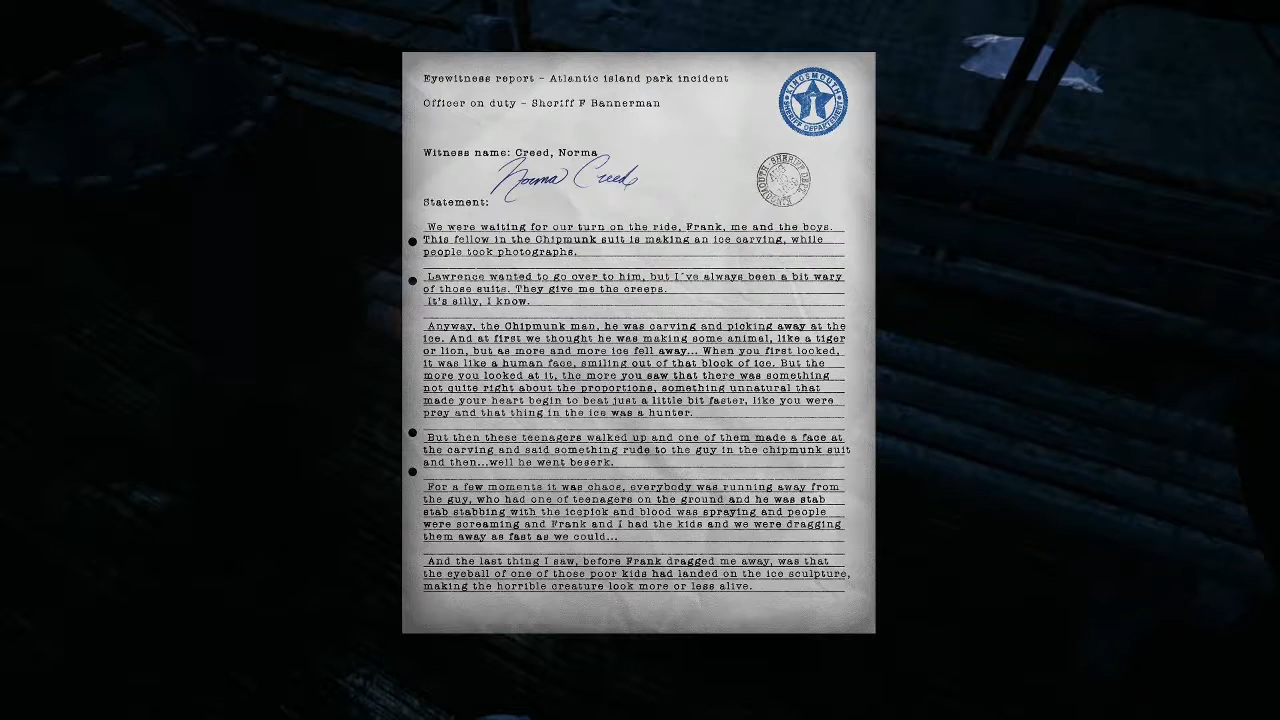 Eyewitness report - Atlantic island park incident
KINGSMOUTH
SHERIFF DEPARTEMENT
Officer on duty - Sheriff F Bannerman
Witness name: Creed, Norma
Norma Creed
SHERIFF DEPT.
KINGSMOUTH
Statement:
We were waiting for our turn on the ride, Frank, me and the boys.
This fellow in the Chipmunk suit is making an ice carving, while
people took photographs.
Lawrence wanted to go over to him, but I´ve always been a bit wary
of those suits. They give me the creeps.
It's silly, I know.
Anyway, the Chipmunk man, he was carving and picking away at the
ice. And at first we thought he was making some animal, like a tiger
or lion, but as more and more ice fell away... When you first looked,
it was like a human face, smiling out of that block of ice. But the
more you looked at it, the more you saw that there was something
not quite right about the proportions, something unnatural that
made your heart begin to beat just a little bit faster, like you were
prey and that thing in the ice was a hunter.
But then these teenagers walked up and one of them made a face at
the carving and said something rude to the guy in the chipmunk suit
and then...well he went beserk.
For a few moments it was chaos, everybody was running away from
the guy, who had one of teenagers on the ground and he was stab
stab stabbing with the icepick and blood was spraying and people
were screaming and Frank and I had the kids and we were dragging
them away as fast as we could...
And the last thing I saw, before Frank dragged me away, was that
the eyeball of one of those poor kids had landed on the ice sculpture,
making the horrible creature look more or less alive.